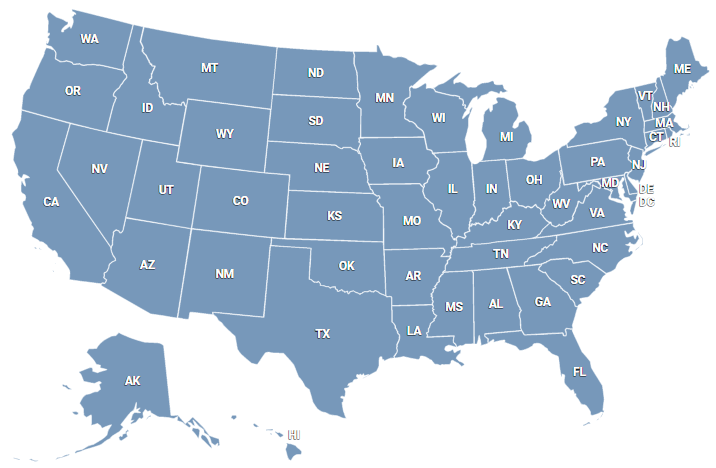 WA
MT
ND
MN
ME
OR
ID
SD
WI
MI
VT
NH
NY
MA
CT
RI
WY
NV
UT
CO
NE
IA
IL
IN
OH
PA
NJ
MD
DE
DC
CA
KS
MO
KY
WV
VA
AZ
NM
OK
AR
TN
NC
SC
TX
LA
MS
AL
GA
FL
AK
HI